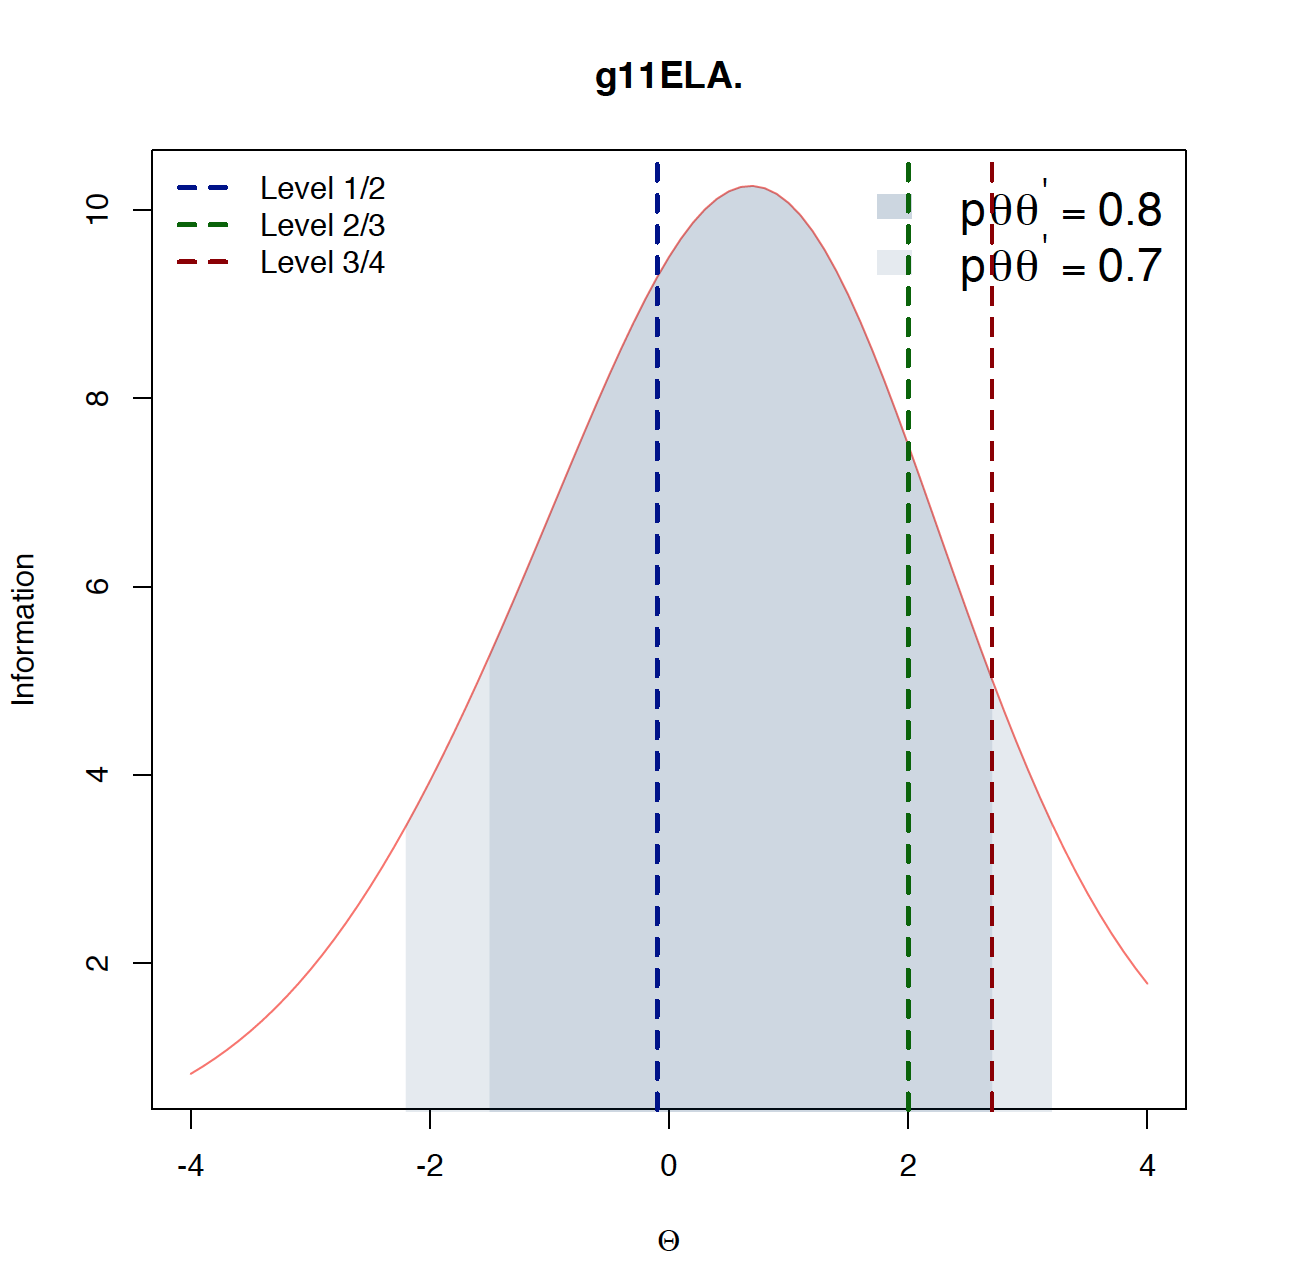 g11ELA.
Level 1/2
Level 2/3
Level 3/4
pθθ' = 0.8
pθθ' = 0.7
Information
10
8
6
4
2
-4 -2 0 2 4
Θ